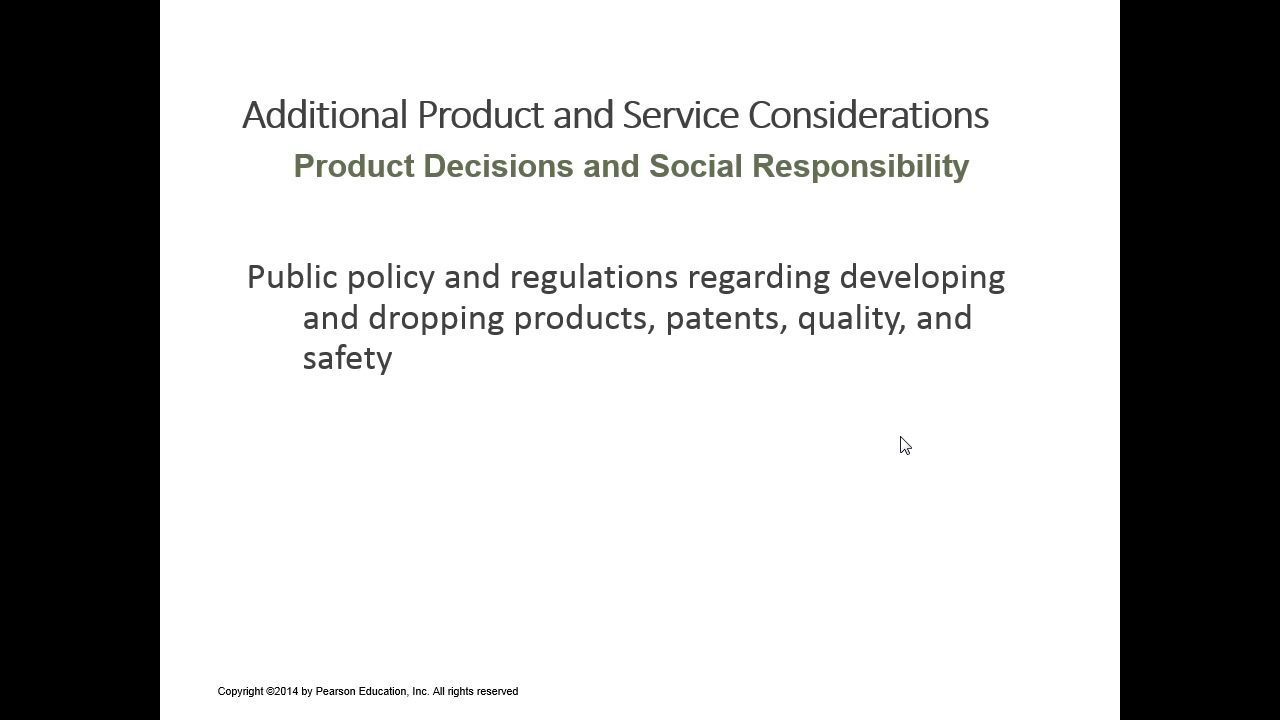 Additional Product and Service Considerations
Product Decisions and Social Responsibility
Public policy and regulations regarding developing
and dropping products, patents, quality, and
safety
Copyright ©2014 by Pearson Education, Inc. All rights reserved